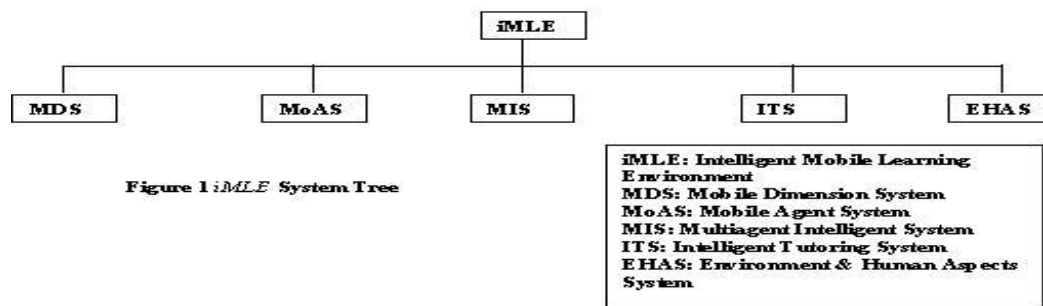 iMLE
MDS MoAS MIS ITS EHAS
Figure 1 iMLE System Tree
iMLE: Intelligent Mobile Learning
Environment
MDS: Mobile Dimension System
MoAS: Mobile Agent System
MIS: Multiagent Intelligent System
ITS: Intelligent Tutoring System
EHAS: Environment & Human Aspects
System